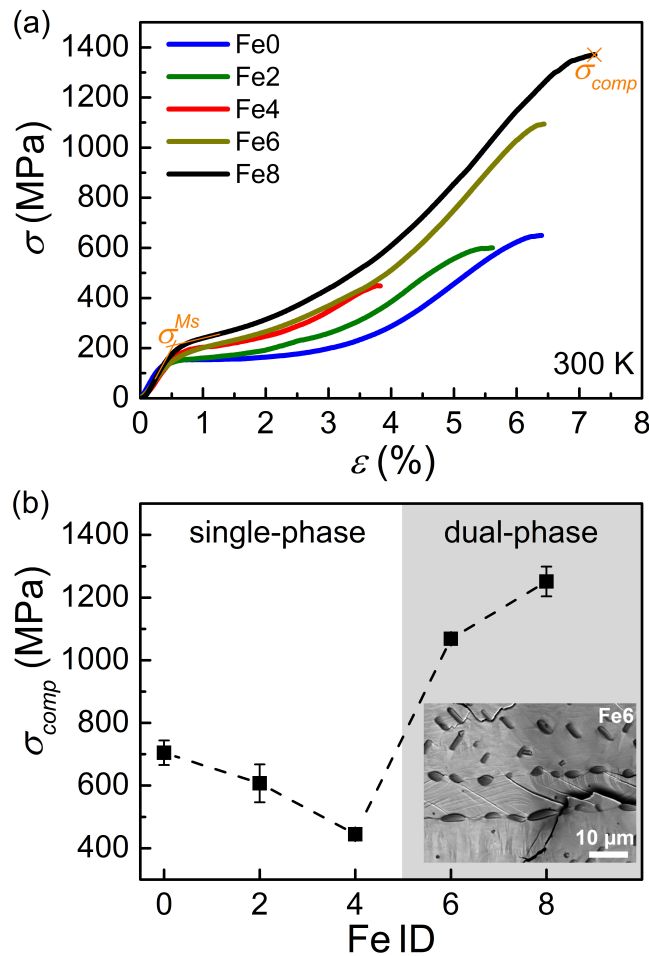 (a)
1400
1200
1000
800
600
400
200
0
σ (MPa)
Fe0
Fe2
Fe4
Fe6
Fe8
σcomp
σMs
300 K
0 1 2 3 4 5 6 7 8
ε (%)
(b)
1400
1200
1000
800
600
400
σcomp (MPa)
single-phase
dual-phase
Fe6
10 µm
0 2 4 6 8
Fe ID